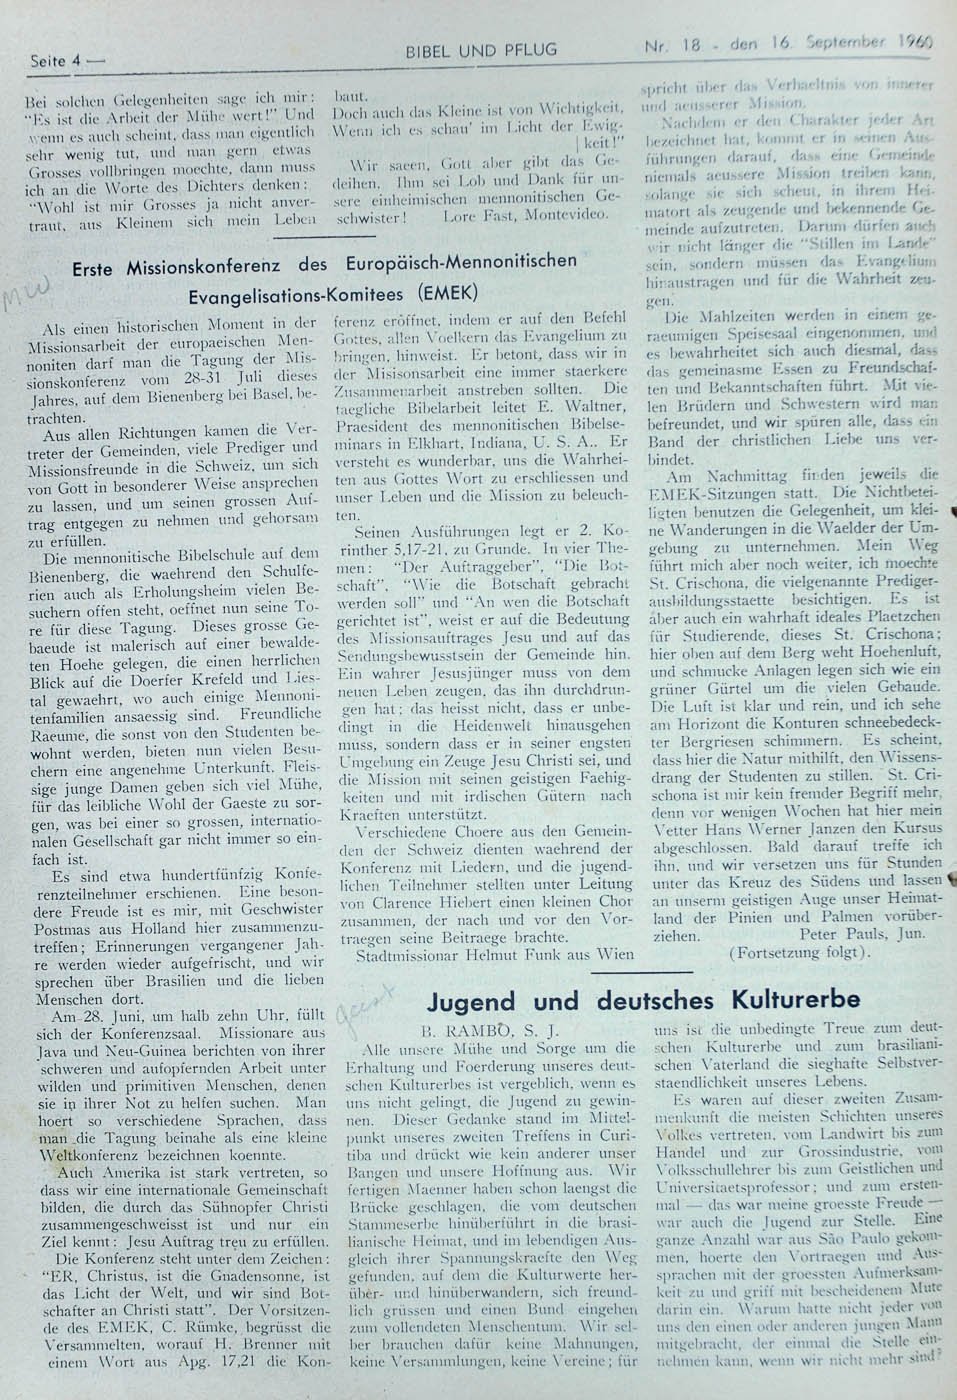 Seite 4 —
BIBEL UND PFLUG
Nr. 18 - den 16. September 1960
Bei solchen Gelegenheiten sage ich mir:
"Es ist die Arbeit der Mühe wert!" Und
wenn es auch scheint, dass man eigentlich
sehr wenig tut, und man gern etwas
Grosses vollbringen moechte, dann muss
ich an die Worte des Dichters denken:
"Wohl ist mir Grosses ja nicht anver-
traut, aus Kleinem sich mein Leben
baut.
Doch auch das Kleine ist von Wichtigkeit,
Wenn ich es schau' im Licht der Ewig-
| keit!"
Wir saeen, Gott aber gibt das Ge-
deihen. Ihm sei Lob und Dank für un-
sere einheimischen mennonitischen Ge-
schwister! Lore Fast, Montevideo.
Erste Missionskonferenz des Europäisch-Mennonitischen
Evangelisations-Komitees (EMEK)
Als einen historischen Moment in der
Missionsarbeit der europaeischen Men-
noniten darf man die Tagung der Mis-
sionskonferenz vom 28-31 Juli dieses
Jahres, auf dem Bienenberg bei Basel, be-
trachten.
Aus allen Richtungen kamen die Ver-
treter der Gemeinden, viele Prediger und
Missionsfreunde in die Schweiz, um sich
von Gott in besonderer Weise ansprechen
zu lassen, und um seinen grossen Auf-
trag entgegen zu nehmen und gehorsam
zu erfüllen.
Die mennonitische Bibelschule auf dem
Bienenberg, die waehrend den Schulfe-
rien auch als Erholungsheim vielen Be-
suchern offen steht, oeffnet nun seine To-
re für diese Tagung. Dieses grosse Ge-
baeude ist malerisch auf einer bewalde-
ten Hoehe gelegen, die einen herrlichen
Blick auf die Doerfer Krefeld und Lies-
tal gewaehrt, wo auch einige Mennoni-
tenfamilien ansaessig sind. Freundliche
Raeume, die sonst von den Studenten be-
wohnt werden, bieten nun vielen Besu-
chern eine angenehme Unterkunft. Fleis-
sige junge Damen geben sich viel Mühe,
für das leibliche Wohl der Gaeste zu sor-
gen, was bei einer so grossen, internatio-
nalen Gesellschaft gar nicht immer so ein-
fach ist.
Es sind etwa hundertfünfzig Konfe-
renzteilnehmer erschienen. Eine beson-
dere Freude ist es mir, mit Geschwister
Postmas aus Holland hier zusammenzu-
treffen; Erinnerungen vergangener Jah-
re werden wieder aufgefrischt, und wir
sprechen über Brasilien und die lieben
Menschen dort.
Am 28. Juni, um halb zehn Uhr, füllt
sich der Konferenzsaal. Missionare aus
Java und Neu-Guinea berichten von ihrer
schweren und aufopfernden Arbeit unter
wilden und primitiven Menschen, denen
sie in ihrer Not zu helfen suchen. Man
hoert so verschiedene Sprachen, dass
man die Tagung beinahe als eine kleine
Weltkonferenz bezeichnen koennte.
Auch Amerika ist stark vertreten, so
dass wir eine internationale Gemeinschaft
bilden, die durch das Sühnopfer Christi
zusammengeschweisst ist und nur ein
Ziel kennt: Jesu Auftrag treu zu erfüllen.
Die Konferenz steht unter dem Zeichen:
"ER, Christus, ist die Gnadensonne, ist
das Licht der Welt, und wir sind Bot-
schafter an Christi statt". Der Vorsitzen-
de des EMEK, C. Rümke, begrüsst die
Versammelten, worauf H. Brenner mit
einem Wort aus Apg. 17,21 die Kon-
ferenz eröffnet, indem er auf den Befehl
Gottes, allen Voelkern das Evangelium zu
bringen, hinweist. Er betont, dass wir in
der Misisonsarbeit eine immer staerkere
Zusammenarbeit anstreben sollten. Die
taegliche Bibelarbeit leitet E. Waltner,
Praesident des mennonitischen Bibelse-
minars in Elkhart, Indiana, U. S. A.. Er
versteht es wunderbar, uns die Wahrhei-
ten aus Gottes Wort zu erschliessen und
unser Leben und die Mission zu beleuch-
ten.
Seinen Ausführungen legt er 2. Ko-
rinther 5,17-21, zu Grunde. In vier The-
men: "Der Auftraggeber", "Die Bot-
schaft", "Wie die Botschaft gebracht
werden soll" und "An wen die Botschaft
gerichtet ist", weist er auf die Bedeutung
des Missionsauftrages Jesu und auf das
Sendungsbewusstsein der Gemeinde hin.
Ein wahrer Jesusjünger muss von dem
neuen Leben zeugen, das ihn durchdrun-
gen hat; das heisst nicht, dass er unbe-
dingt in die Heidenwelt hinausgehen
muss, sondern dass er in seiner engsten
Umgebung ein Zeuge Jesu Christi sei, und
die Mission mit seinen geistigen Faehig-
keiten und mit irdischen Gütern nach
Kraeften unterstützt.
Verschiedene Choere aus den Gemein-
den der Schweiz dienten waehrend der
Konferenz mit Liedern, und die jugend-
lichen Teilnehmer stellten unter Leitung
von Clarence Hiebert einen kleinen Chor
zusammen, der nach und vor den Vor-
traegen seine Beitraege brachte.
Stadtmissionar Helmut Funk aus Wien
spricht über das Verhaeltnis von innerer
und aeusserer Mission.
Nachdem er den Charakter jeder Art
bezeichnet hat, kommt er in seinen Aus-
führungen darauf, dass eine Gemeinde
niemals aeussere Mission treiben kann,
solange sie sich scheut, in ihrem Hei-
matort als zeugende und bekennende Ge-
meinde aufzutreten. Darum dürfen auch
wir nicht länger die "Stillen im Lande"
sein, sondern müssen das Evangelium
hinaustragen und für die Wahrheit zeu-
gen.
Die Mahlzeiten werden in einem ge-
raeumigen Speisesaal eingenommen, und
es bewahrheitet sich auch diesmal, dass
das gemeinasme Essen zu Freundschaf-
ten und Bekanntschaften führt. Mit vie-
len Brüdern und Schwestern wird man
befreundet, und wir spüren alle, dass ein
Band der christlichen Liebe uns ver-
bindet.
Am Nachmittag finden jeweils die
EMEK-Sitzungen statt. Die Nichtbetei-
ligten benutzen die Gelegenheit, um klei-
ne Wanderungen in die Waelder der Um-
gebung zu unternehmen. Mein Weg
führt mich aber noch weiter, ich moechte
St. Crischona, die vielgenannte Prediger-
ausbildungsstaette besichtigen. Es ist
aber auch ein wahrhaft ideales Plaetzchen
für Studierende, dieses St. Crischona;
hier oben auf dem Berg weht Hoehenluft,
und schmucke Anlagen legen sich wie ein
grüner Gürtel um die vielen Gebaude.
Die Luft ist klar und rein, und ich sehe
am Horizont die Konturen schneebedeck-
ter Bergriesen schimmern. Es scheint,
dass hier die Natur mithilft, den Wissens-
drang der Studenten zu stillen. St. Cri-
schona ist mir kein fremder Begriff mehr,
denn vor wenigen Wochen hat hier mein
Vetter Hans Werner Janzen den Kursus
abgeschlossen. Bald darauf treffe ich
ihn, und wir versetzen uns für Stunden
unter das Kreuz des Südens und lassen
an unserm geistigen Auge unser Heimat-
land der Pinien und Palmen vorüber-
ziehen. Peter Pauls, Jun.
(Fortsetzung folgt).
Jugend und deutsches Kulturerbe
B. RAMBO, S. J.
Alle unsere Mühe und Sorge um die
Erhaltung und Foerderung unseres deut-
schen Kulturerbes ist vergeblich, wenn es
uns nicht gelingt, die Jugend zu gewin-
nen. Dieser Gedanke stand im Mittel-
punkt unseres zweiten Treffens in Curi-
tiba und drückt wie kein anderer unser
Bangen und unsere Hoffnung aus. Wir
fertigen Maenner haben schon laengst die
Brücke geschlagen, die vom deutschen
Stammeserbe hinüberführt in die brasi-
lianische Heimat, und im lebendigen Aus-
gleich ihrer Spannungskraefte den Weg
gefunden, auf dem die Kulturwerte her-
über- und hinüberwandern, sich freund-
lich grüssen und einen Bund eingehen
zum vollendeten Menschentum. Wir sel-
ber brauchen dafür keine Mahnungen,
keine Versammlungen, keine Vereine; für
uns ist die unbedingte Treue zum deut-
schen Kulturerbe und zum brasiliani-
schen Vaterland die sieghafte Selbstver-
staendlichkeit unseres Lebens.
Es waren auf dieser zweiten Zusam-
menkunft die meisten Schichten unseres
Volkes vertreten, vom Landwirt bis zum
Handel und zur Grossindustrie, vom
Volksschullehrer bis zum Geistlichen und
Universitaetsprofessor; und zum ersten-
mal — das war meine groesste Freude —
war auch die Jugend zur Stelle. Eine
ganze Anzahl war aus São Paulo gekom-
men, hoerte den Vortraegen und Aus-
sprachen mit der groessten Aufmerksam-
keit zu und griff mit bescheidenem Mute
darin ein. Warum hatte nicht jeder von
uns den einen oder anderen jungen Mann
mitgebracht, der einmal die Stelle ein-
nehmen kann, wenn wir nicht mehr sind?